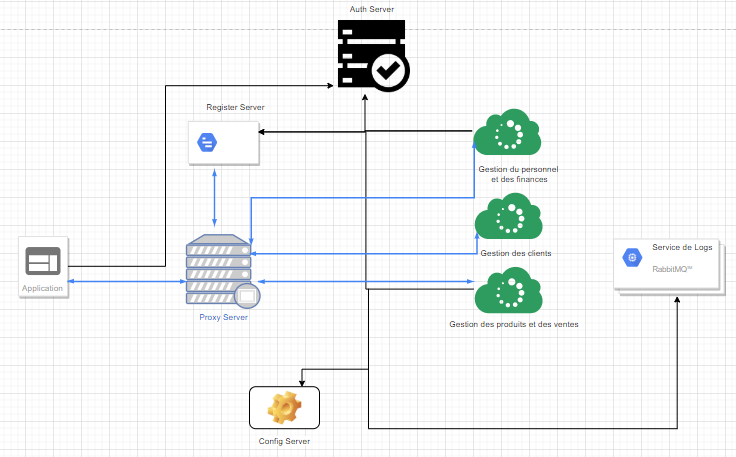 Auth Server
Register Server
Gestion du personnel
et des finances
Gestion des clients
Service de Logs
RabbitMQ™
Application
Proxy Server
Gestion des produits et des ventes
Config Server